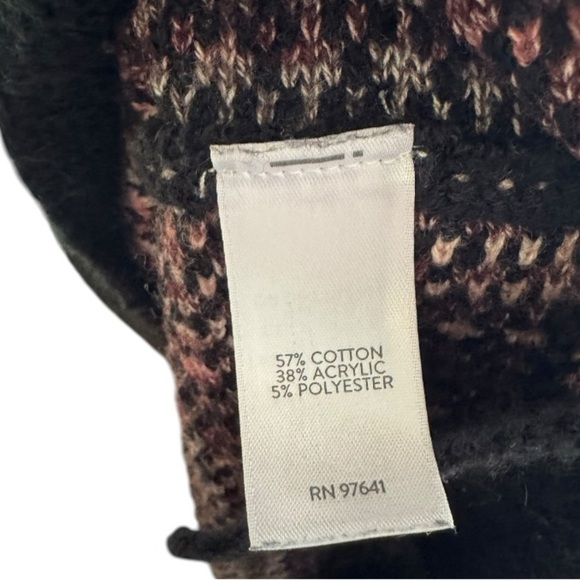 57% COTTON
38% ACRYLIC
5% POLYESTER
RN 97641